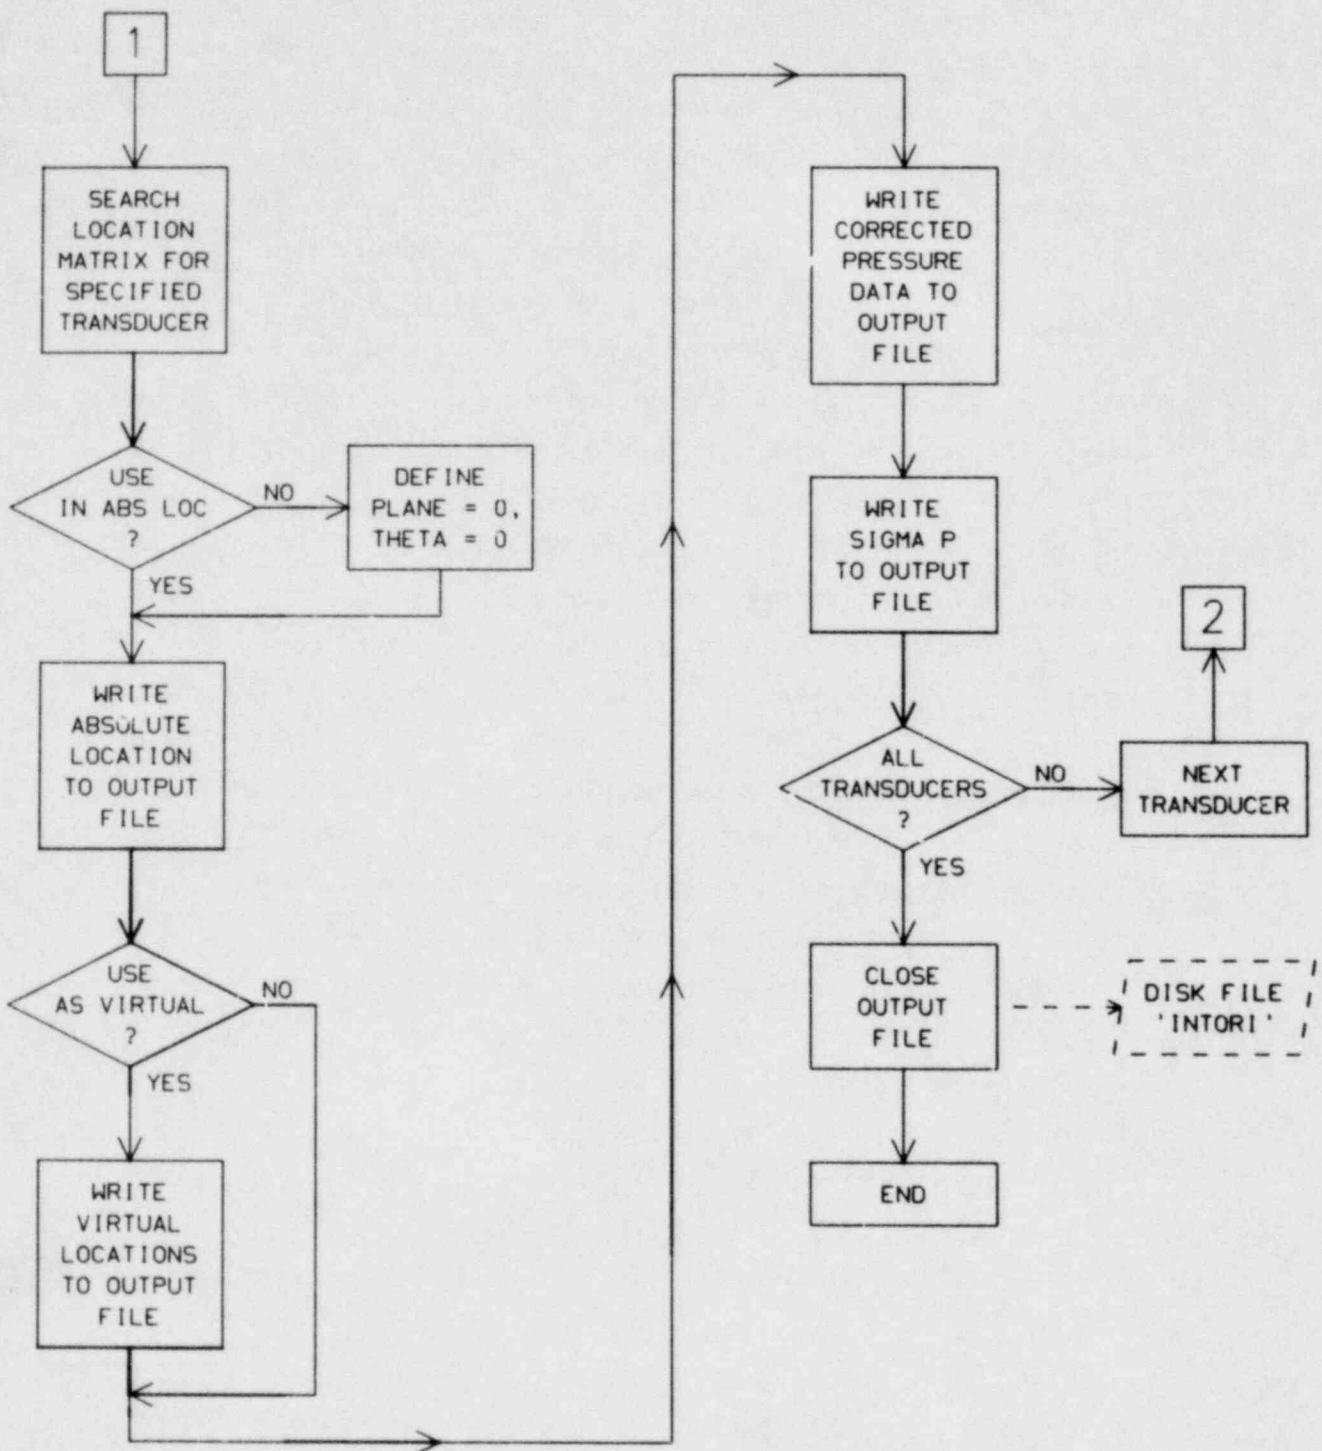 1
SEARCH
LOCATION
MATRIX FOR
SPECIFIED
TRANSDUCER
USE
IN ABS LOC
?
NO
DEFINE
PLANE = 0,
THETA = 0
YES
WRITE
ABSOLUTE
LOCATION
TO OUTPUT
FILE
USE
AS VIRTUAL
?
NO
YES
WRITE
VIRTUAL
LOCATIONS
TO OUTPUT
FILE
WRITE
CORRECTED
PRESSURE
DATA TO
OUTPUT
FILE
WRITE
SIGMA P
TO OUTPUT
FILE
ALL
TRANSDUCERS
?
NO
NEXT
TRANSDUCER
2
YES
CLOSE
OUTPUT
FILE
DISK FILE
'INTORI'
END